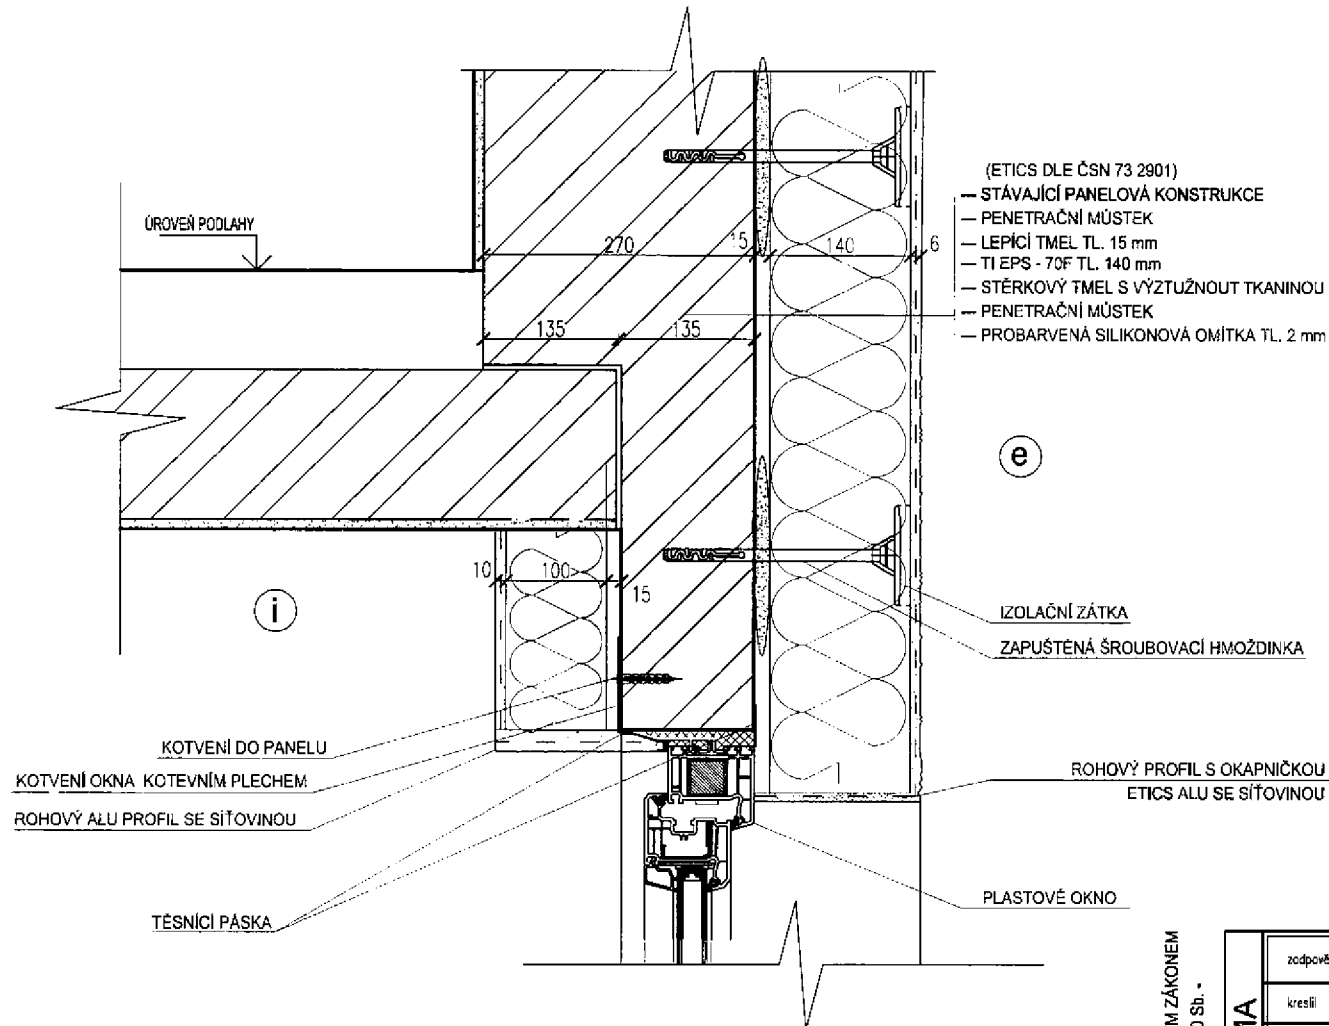 (ETICS DLE ČSN 73 2901)
— STÁVAJÍCÍ PANELOVÁ KONSTRUKCE
— PENETRAČNÍ MŮSTEK
— LEPÍCÍ TMEL TL. 15 mm
— TI EPS - 70F TL. 140 mm
— STĚRKOVÝ TMEL S VÝZTUŽNOUT TKANINOU
— PENETRAČNÍ MŮSTEK
— PROBARVENÁ SILIKONOVÁ OMÍTKA TL. 2 mm
ÚROVEŇ PODLAHY
270 15 140 6
135 135
e
10 100 15
i
IZOLAČNÍ ZÁTKA
ZAPUŠTĚNÁ ŠROUBOVACÍ HMOŽDINKA
KOTVENÍ DO PANELU
KOTVENÍ OKNA KOTEVNÍM PLECHEM
ROHOVÝ ALU PROFIL SE SÍŤOVINOU
ROHOVÝ PROFIL S OKAPNIČKOU
ETICS ALU SE SÍŤOVINOU
TĚSNÍCÍ PÁSKA
PLASTOVÉ OKNO
M ZÁKONEM
0 Sb. -
MA
zodpově
kreslil